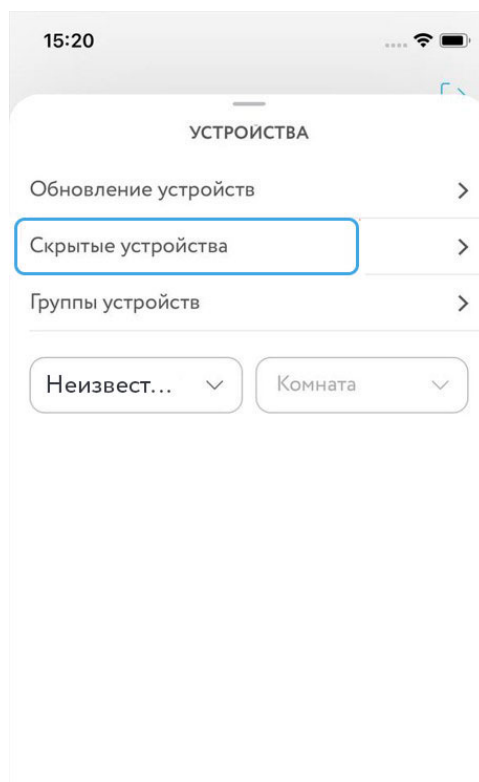 15:20
УСТРОЙСТВА
Обновление устройств
Скрытые устройства
Группы устройств
Неизвест... Комната